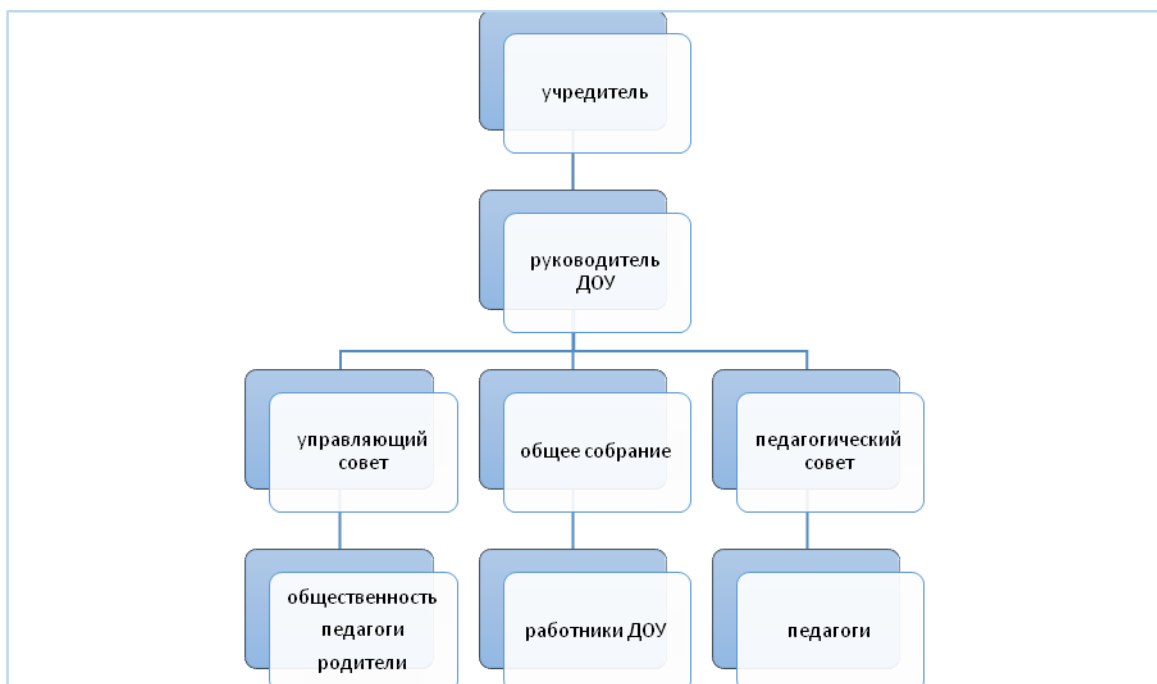 учредитель
руководитель
ДОУ
управляющий
совет
общее собрание
педагогический
совет
общественность
педагоги
родители
работники ДОУ
педагоги